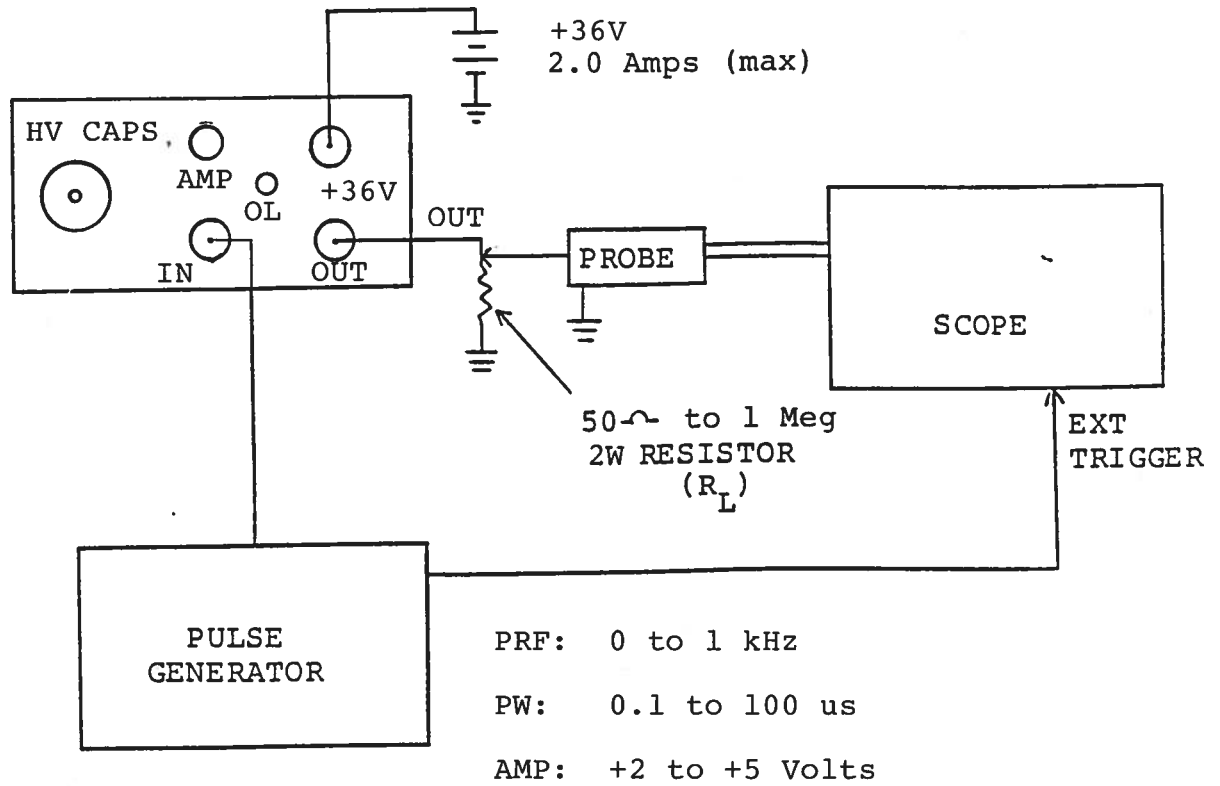 +36V
2.0 Amps (max)
HV CAPS
AMP
OL
+36V
IN
OUT
OUT
PROBE
SCOPE
50Ω to 1 Meg
2W RESISTOR
(RL)
EXT
TRIGGER
PULSE
GENERATOR
PRF: 0 to 1 kHz
PW: 0.1 to 100 us
AMP: +2 to +5 Volts